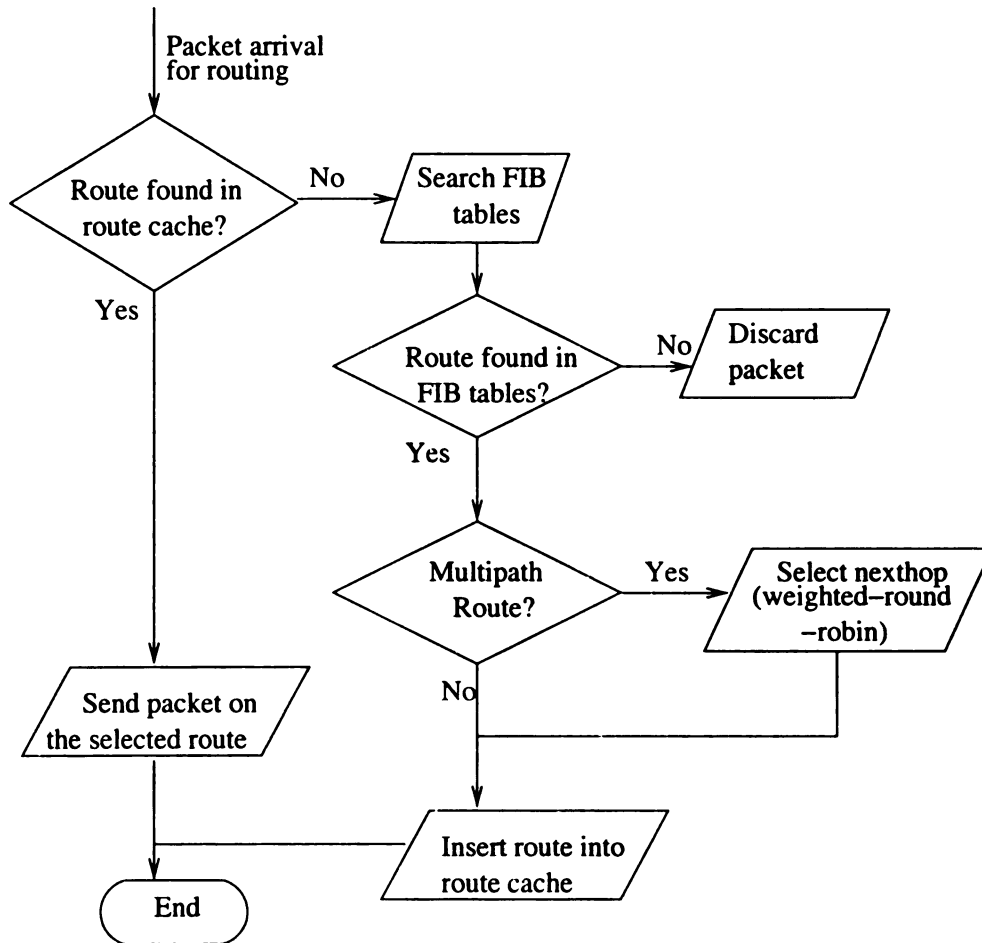 Packet arrival
for routing
Route found in
route cache?
No
Search FIB
tables
Yes
Route found in
FIB tables?
No
Discard
packet
Yes
Multipath
Route?
Yes
Select nexthop
(weighted–round
–robin)
No
Send packet on
the selected route
Insert route into
route cache
End